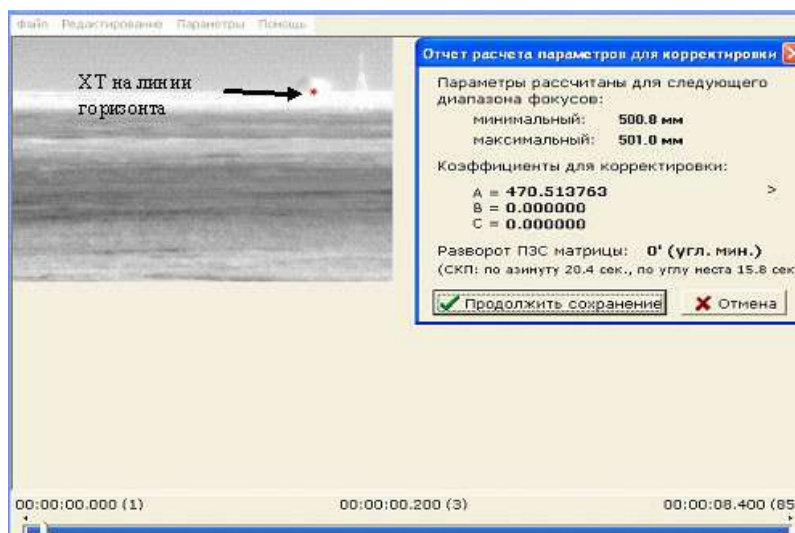 Файл Редактирование Параметры Помощь
ХТ на линии
горизонта
Отчет расчета параметров для корректировки
Параметры рассчитаны для следующего
диапазона фокусов:
минимальный: 500.8 мм
максимальный: 501.0 мм
Коэффициенты для корректировки:
A = 470.513763 >
B = 0.000000
C = 0.000000
Разворот ПЗС матрицы: 0' (угл. мин.)
(СКП: по азимуту 20.4 сек., по углу места 15.8 сек
Продолжить сохранение Отмена
00:00:00.000 (1) 00:00:00.200 (3) 00:00:08.400 (85